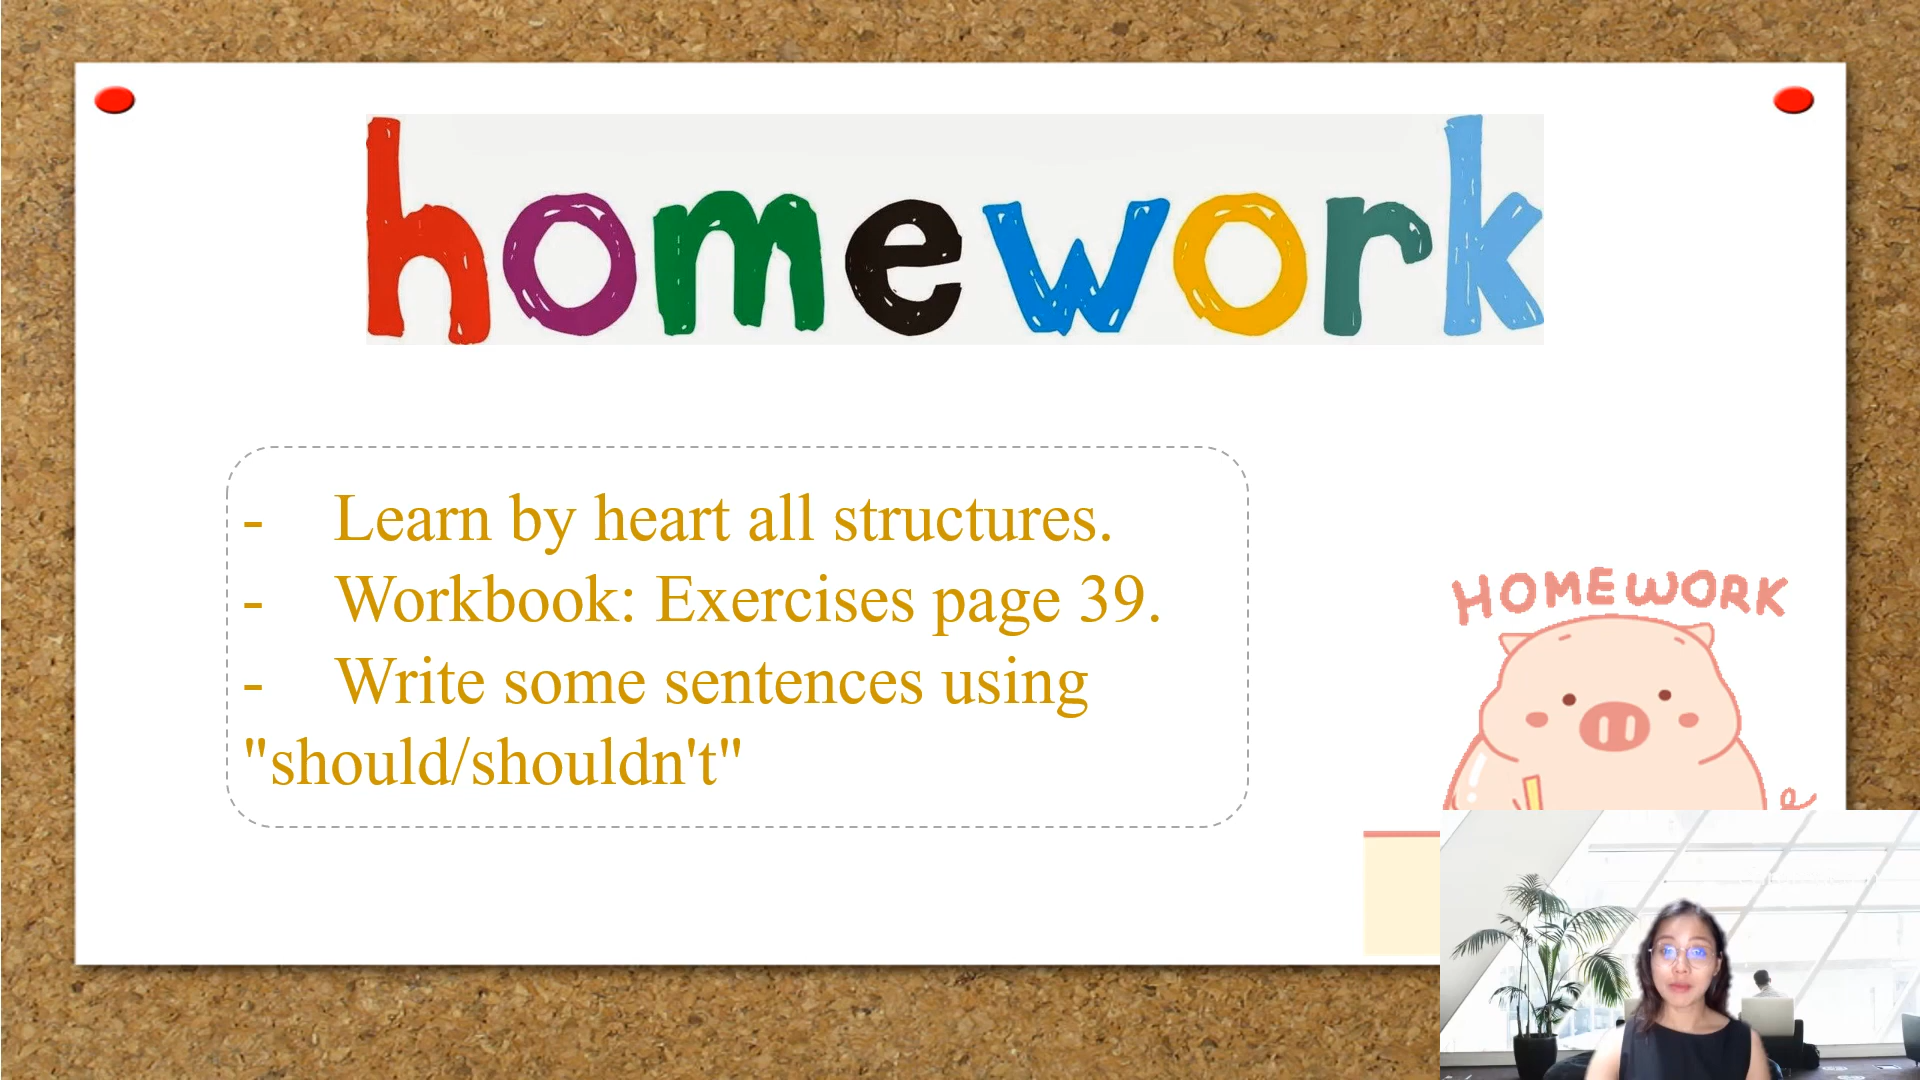 homework
- Learn by heart all structures.
- Workbook: Exercises page 39.
- Write some sentences using
"should/shouldn't"
HOMEWORK